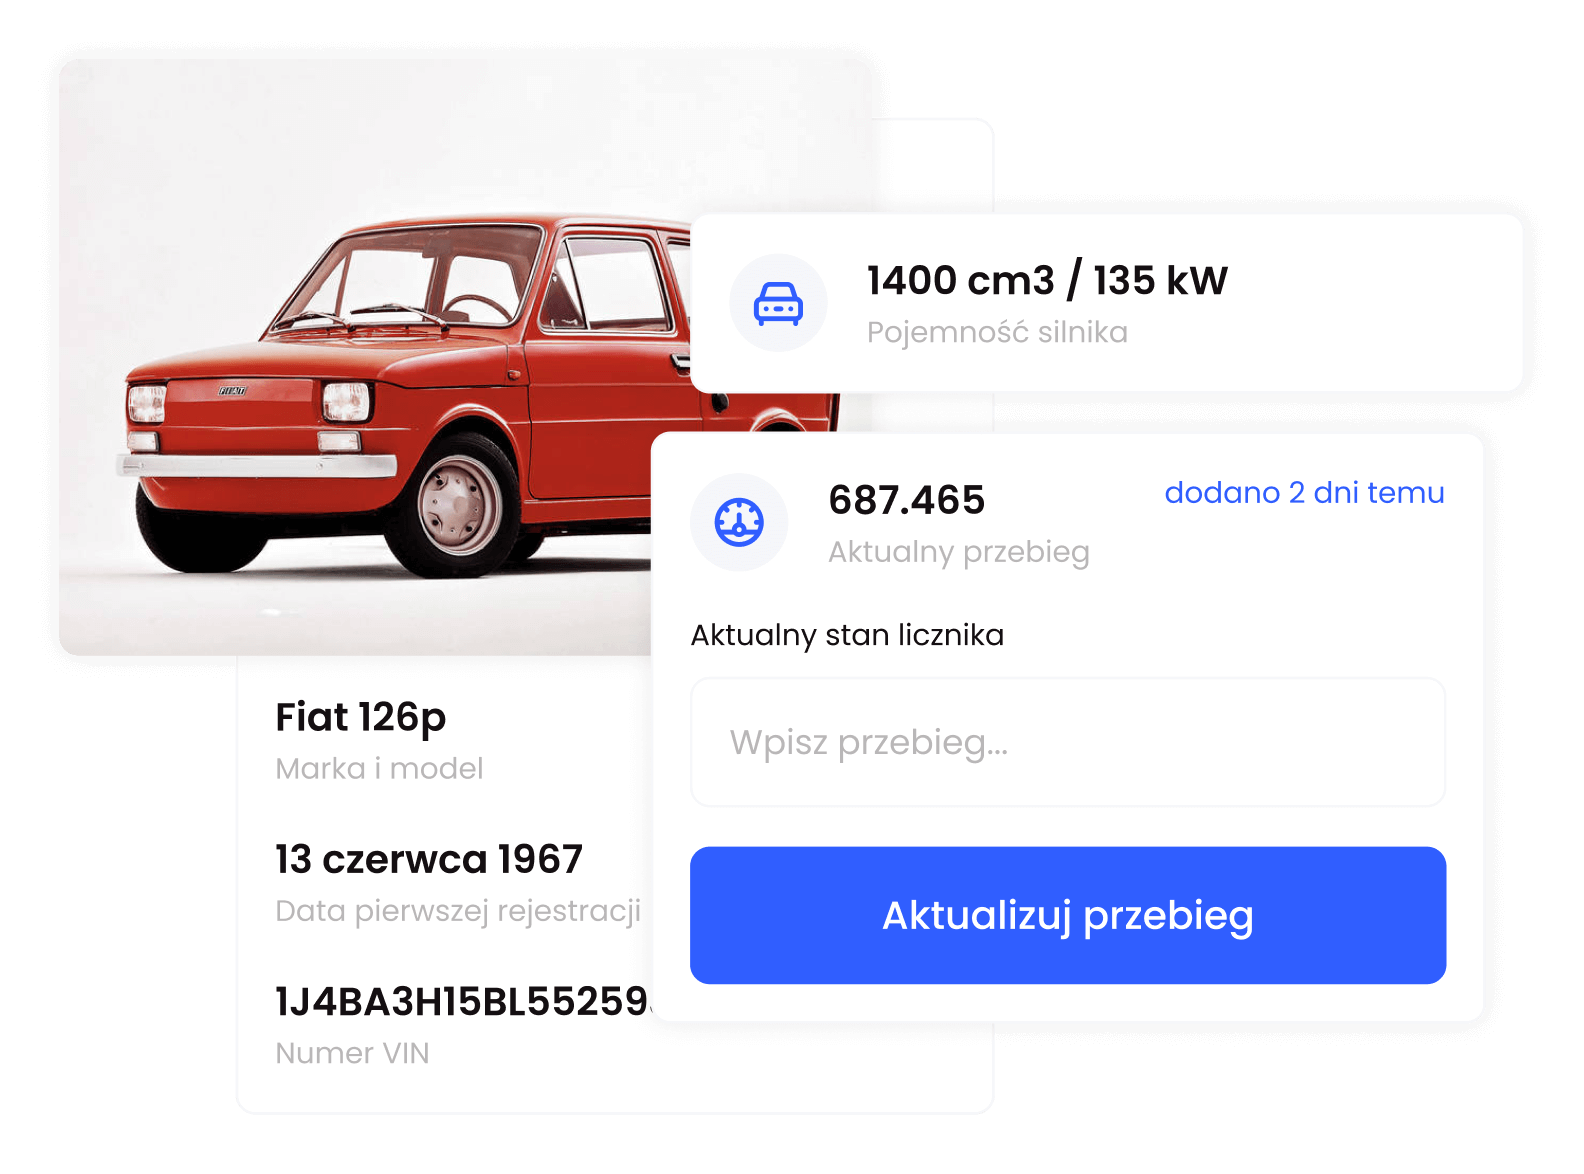 FIAT
1400 cm3 / 135 kW
Pojemność silnika
687.465
dodano 2 dni temu
Aktualny przebieg
Aktualny stan licznika
Wpisz przebieg...
Aktualizuj przebieg
Fiat 126p
Marka i model
13 czerwca 1967
Data pierwszej rejestracji
1J4BA3H15BL55259
Numer VIN